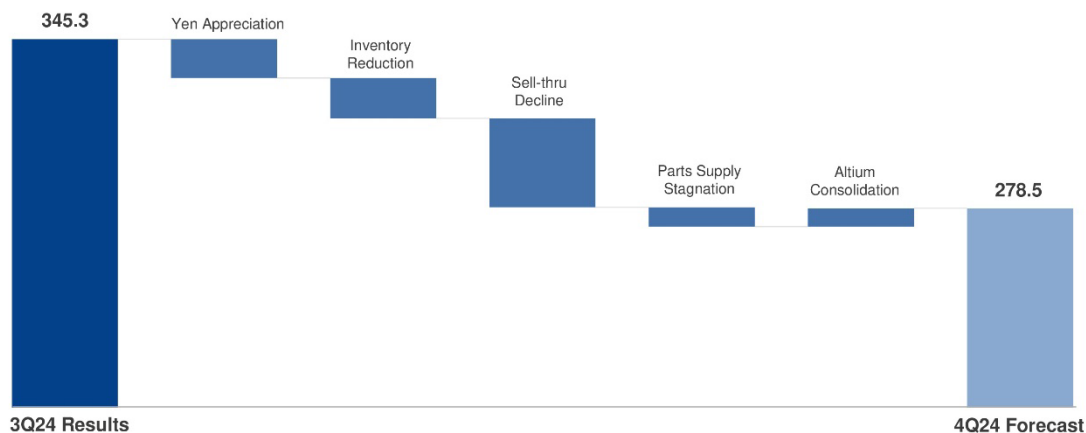 345.3
Yen Appreciation
Inventory
Reduction
Sell-thru
Decline
Parts Supply
Stagnation
Altium
Consolidation
278.5
3Q24 Results
4Q24 Forecast